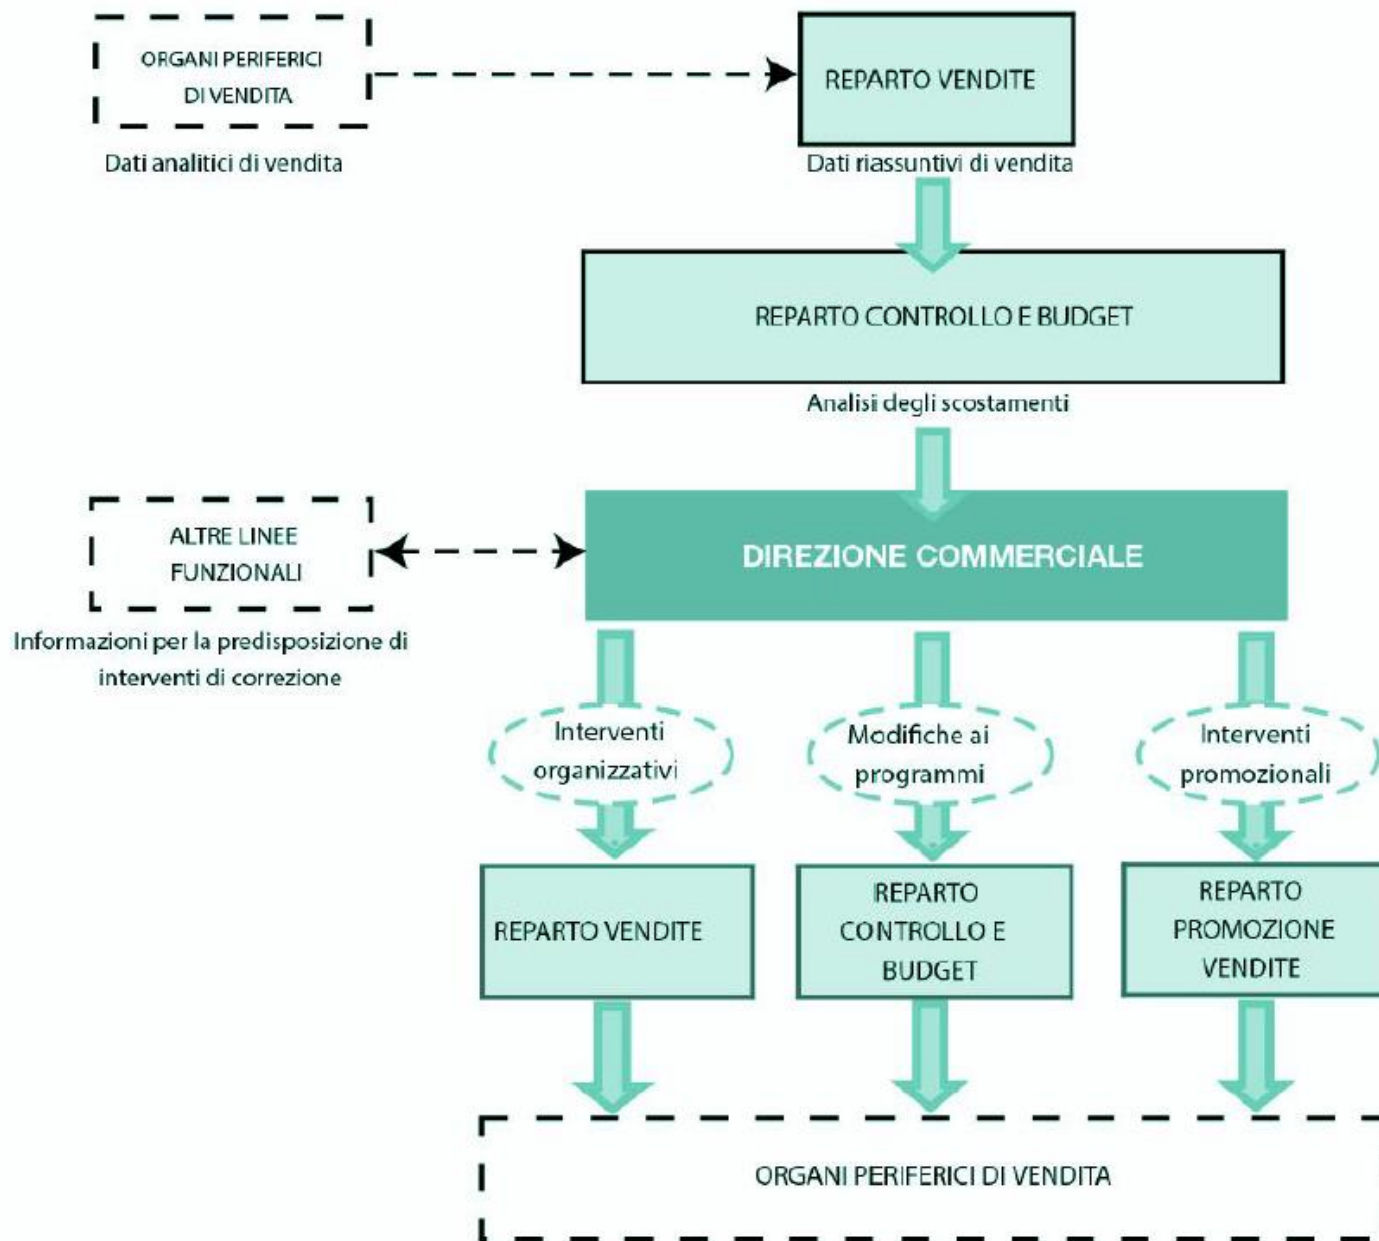 ORGANI PERIFERICI
DI VENDITA
Dati analitici di vendita
REPARTO VENDITE
Dati riassuntivi di vendita
REPARTO CONTROLLO E BUDGET
Analisi degli scostamenti
ALTRE LINEE
FUNZIONALI
Informazioni per la predisposizione di
interventi di correzione
DIREZIONE COMMERCIALE
Interventi
organizzativi
Modifiche ai
programmi
Interventi
promozionali
REPARTO VENDITE
REPARTO
CONTROLLO E
BUDGET
REPARTO
PROMOZIONE
VENDITE
ORGANI PERIFERICI DI VENDITA